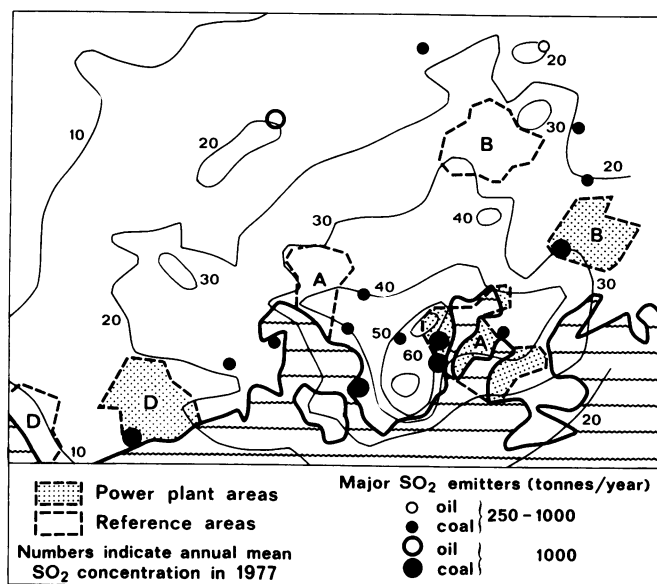 20
10
20
30
B
20
30
40
B
30
A
40
30
20
50
60
A
D
D
10
20
Power plant areas
Reference areas
Numbers indicate annual mean
SO2 concentration in 1977
Major SO2 emitters (tonnes/year)
oil
coal
250-1000
oil
coal
1000